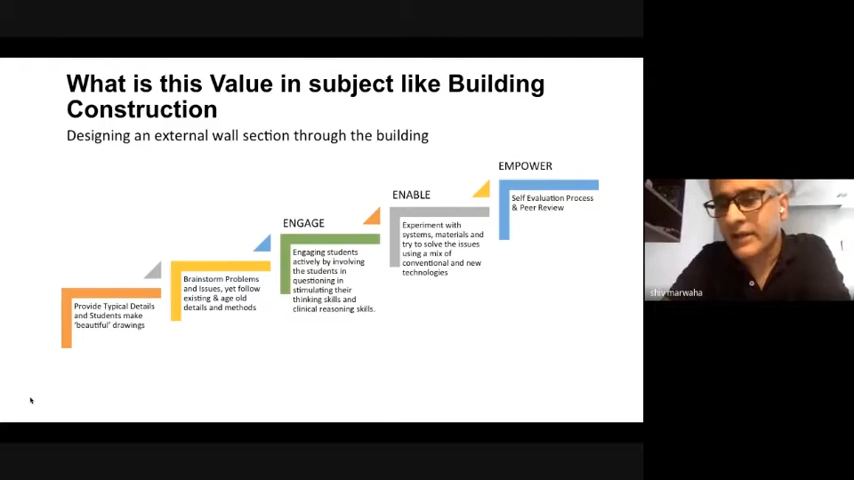 What is this Value in subject like Building
Construction
Designing an external wall section through the building
Provide Typical Details
and Students make
'beautiful' drawings
Brainstorm Problems
and Issues, yet follow
existing & age old
details and methods
ENGAGE
Engaging students
actively by involving
the students in
questioning in
stimulating their
thinking skills and
clinical reasoning skills.
ENABLE
Experiment with
systems, materials and
try to solve the issues
using a mix of
conventional and new
technologies
EMPOWER
Self Evaluation Process
& Peer Review
shiv marwaha